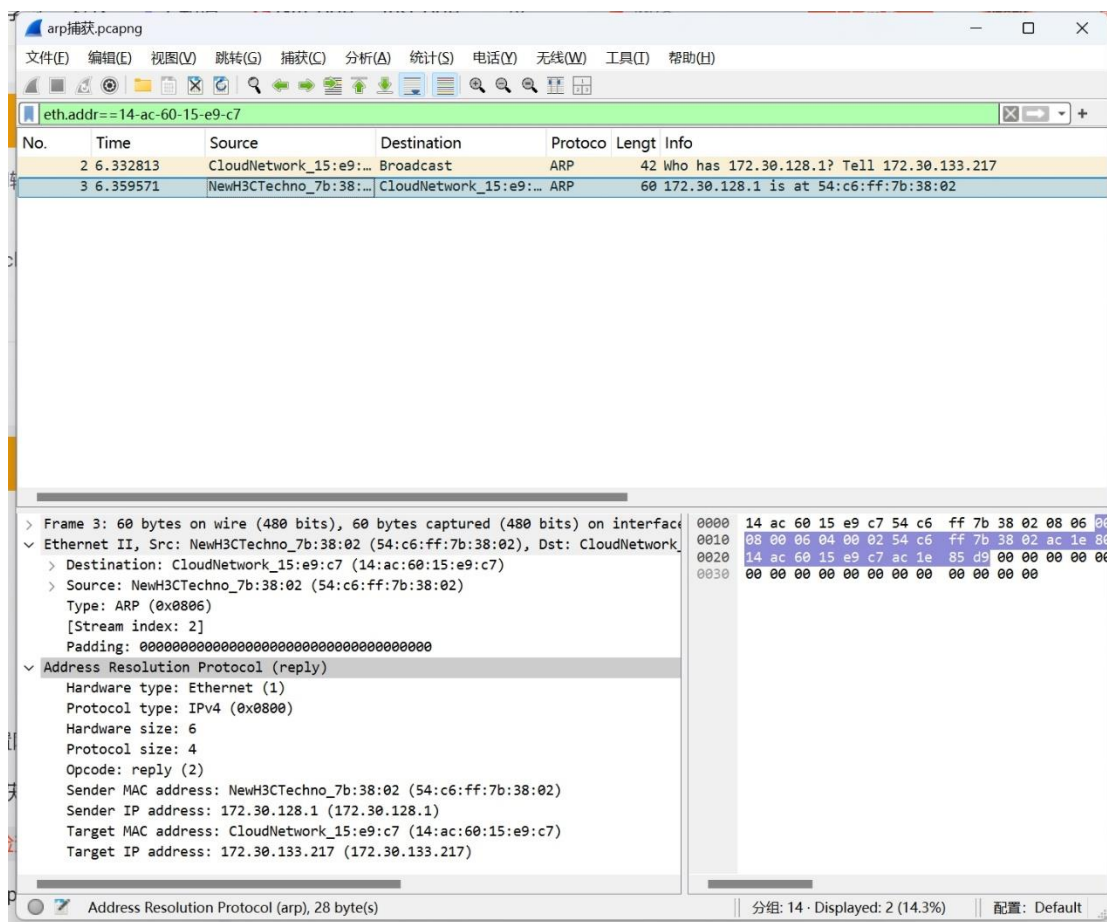 arp捕获.pcapng
文件(F) 编辑(E) 视图(V) 跳转(G) 捕获(C) 分析(A) 统计(S) 电话(Y) 无线(W) 工具(T) 帮助(H)
eth.addr==14-ac-60-15-e9-c7
No. Time Source Destination Protoco Lengt Info
2 6.332813 CloudNetwork_15:e9:… Broadcast ARP 42 Who has 172.30.128.1? Tell 172.30.133.217
3 6.359571 NewH3CTechno_7b:38:… CloudNetwork_15:e9:… ARP 60 172.30.128.1 is at 54:c6:ff:7b:38:02
Frame 3: 60 bytes on wire (480 bits), 60 bytes captured (480 bits) on interface
Ethernet II, Src: NewH3CTechno_7b:38:02 (54:c6:ff:7b:38:02), Dst: CloudNetwork_
Destination: CloudNetwork_15:e9:c7 (14:ac:60:15:e9:c7)
Source: NewH3CTechno_7b:38:02 (54:c6:ff:7b:38:02)
Type: ARP (0x0806)
[Stream index: 2]
Padding: 000000000000000000000000000000000000
Address Resolution Protocol (reply)
Hardware type: Ethernet (1)
Protocol type: IPv4 (0x0800)
Hardware size: 6
Protocol size: 4
Opcode: reply (2)
Sender MAC address: NewH3CTechno_7b:38:02 (54:c6:ff:7b:38:02)
Sender IP address: 172.30.128.1 (172.30.128.1)
Target MAC address: CloudNetwork_15:e9:c7 (14:ac:60:15:e9:c7)
Target IP address: 172.30.133.217 (172.30.133.217)
0000 14 ac 60 15 e9 c7 54 c6 ff 7b 38 02 08 06 00
0010 08 00 06 04 00 02 54 c6 ff 7b 38 02 ac 1e 80
0020 14 ac 60 15 e9 c7 ac 1e 85 d9 00 00 00 00 00
0030 00 00 00 00 00 00 00 00 00 00 00 00
Address Resolution Protocol (arp), 28 byte(s)
分组: 14 · Displayed: 2 (14.3%)
配置: Default